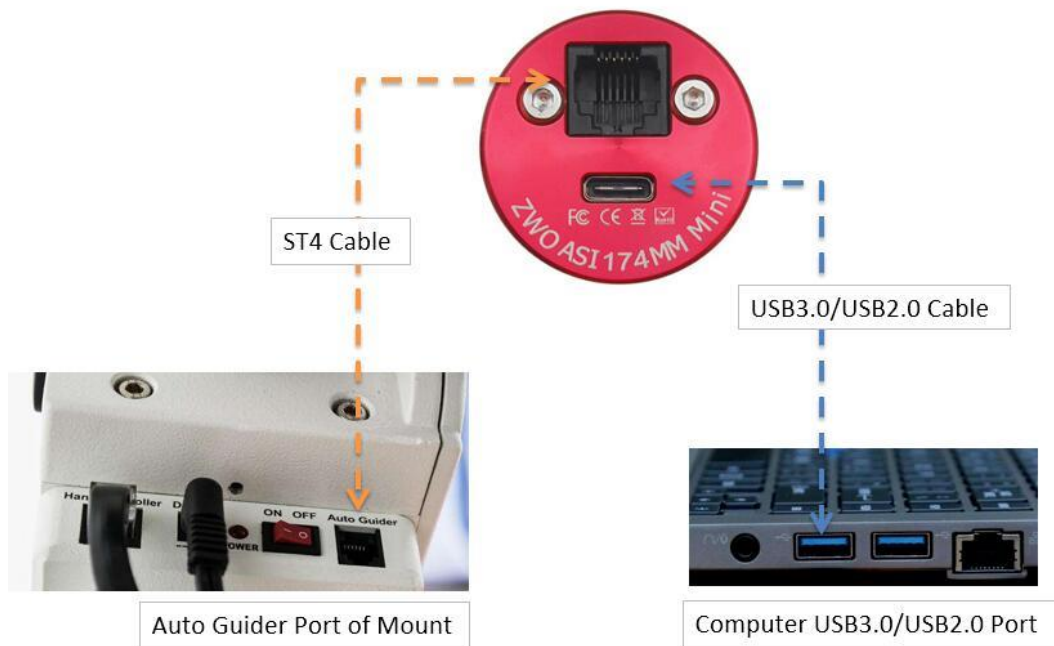 FC CE
ZWO ASI174MM Mini
ST4 Cable
USB3.0/USB2.0 Cable
ON OFF Auto Guider
Auto Guider Port of Mount
Computer USB3.0/USB2.0 Port